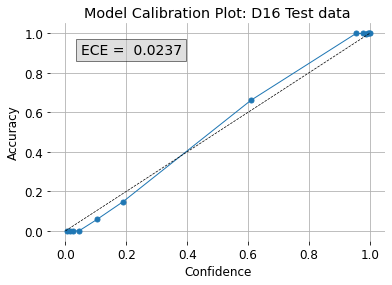 Model Calibration Plot: D16 Test data
1.0
ECE =  0.0237
0.8
0.6
0.4
0.2
0.0
Accuracy
0.0 0.2 0.4 0.6 0.8 1.0
Confidence